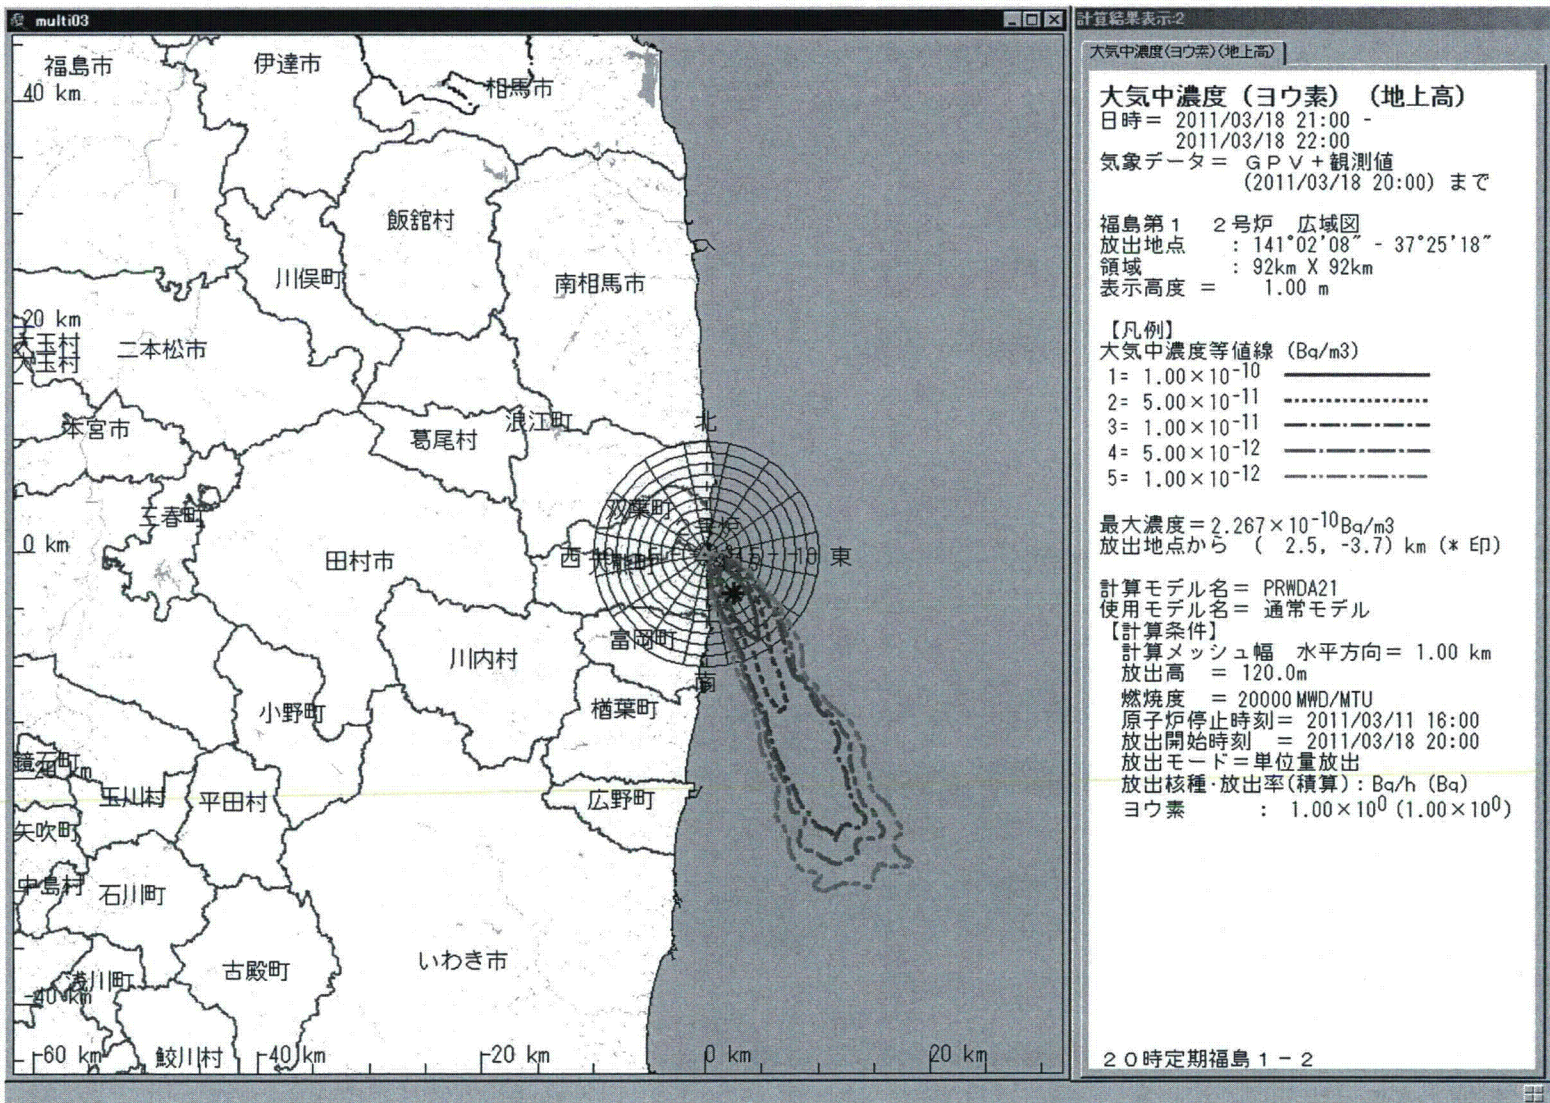 multi03
福島市
伊達市
相馬市
40 km
飯舘村
川俣町
南相馬市
20 km
大玉村
大玉村
二本松市
本宮市
葛尾村
浪江町
北
三春町
双葉町
0 km
田村市
西
10 東
富岡町
川内村
南
小野町
楢葉町
鏡石町
玉川村
平田村
広野町
矢吹町
中島村
石川町
いわき市
古殿町
浅川町
-40 km
鮫川村
-60 km
-40 km
-20 km
0 km
20 km
計算結果表示:2
大気中濃度(ヨウ素)(地上高)
大気中濃度(ヨウ素) (地上高)
日時= 2011/03/18 21:00 -
2011/03/18 22:00
気象データ= GPV+観測値
(2011/03/18 20:00) まで
福島第1 2号炉 広域図
放出地点 : 141°02'08" - 37°25'18"
領域 : 92km X 92km
表示高度 = 1.00 m
【凡例】
大気中濃度等値線 (Bq/m3)
1= 1.00×10⁻¹⁰
2= 5.00×10⁻¹¹
3= 1.00×10⁻¹¹
4= 5.00×10⁻¹²
5= 1.00×10⁻¹²
最大濃度=2.267×10⁻¹⁰Bq/m3
放出地点から ( 2.5, -3.7) km (* 印)
計算モデル名= PRWDA21
使用モデル名= 通常モデル
【計算条件】
計算メッシュ幅 水平方向= 1.00 km
放出高 = 120.0m
燃焼度 = 20000 MWD/MTU
原子炉停止時刻= 2011/03/11 16:00
放出開始時刻 = 2011/03/18 20:00
放出モード=単位量放出
放出核種・放出率(積算):Bq/h (Bq)
ヨウ素 : 1.00×10⁰ (1.00×10⁰)
20時定期福島1-2